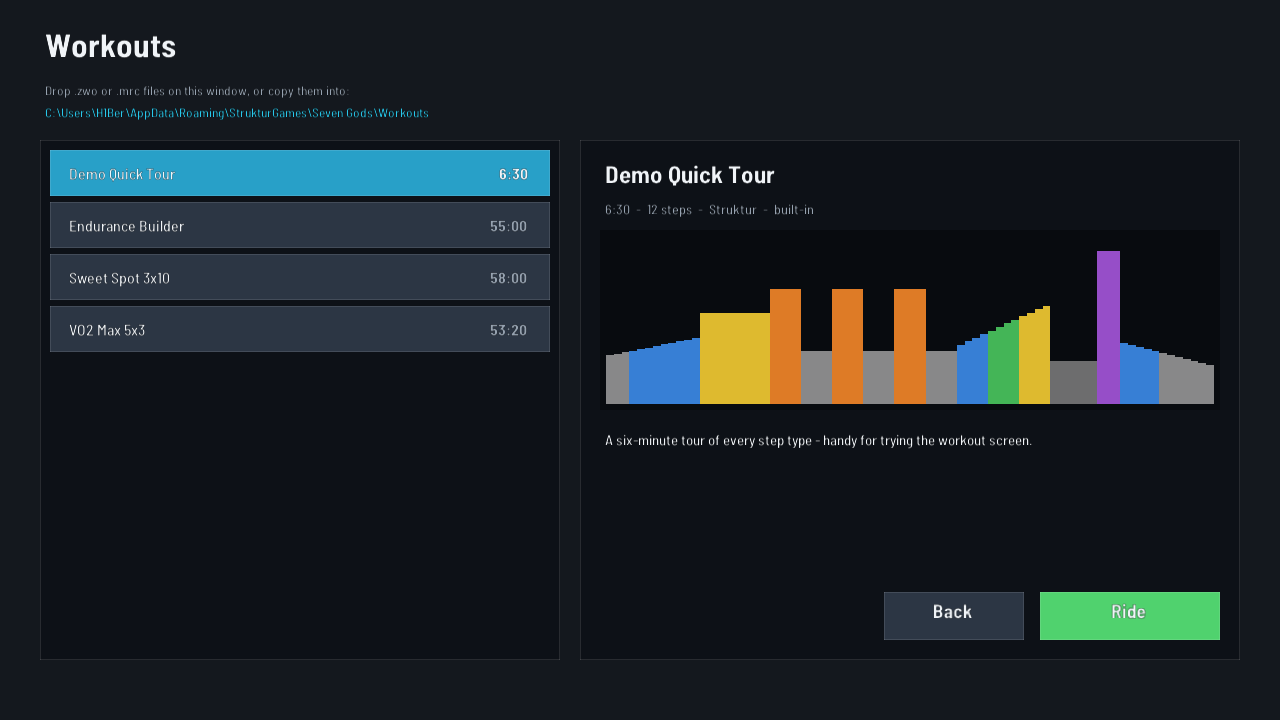 Workouts
Drop .zwo or .mrc files on this window, or copy them into:
C:\Users\H1Ber\AppData\Roaming\StrukturGames\Seven Gods\Workouts
Demo Quick Tour 6:30
Endurance Builder 55:00
Sweet Spot 3x10 58:00
VO2 Max 5x3 53:20
Demo Quick Tour
6:30 - 12 steps - Struktur - built-in
A six-minute tour of every step type - handy for trying the workout screen.
Back Ride